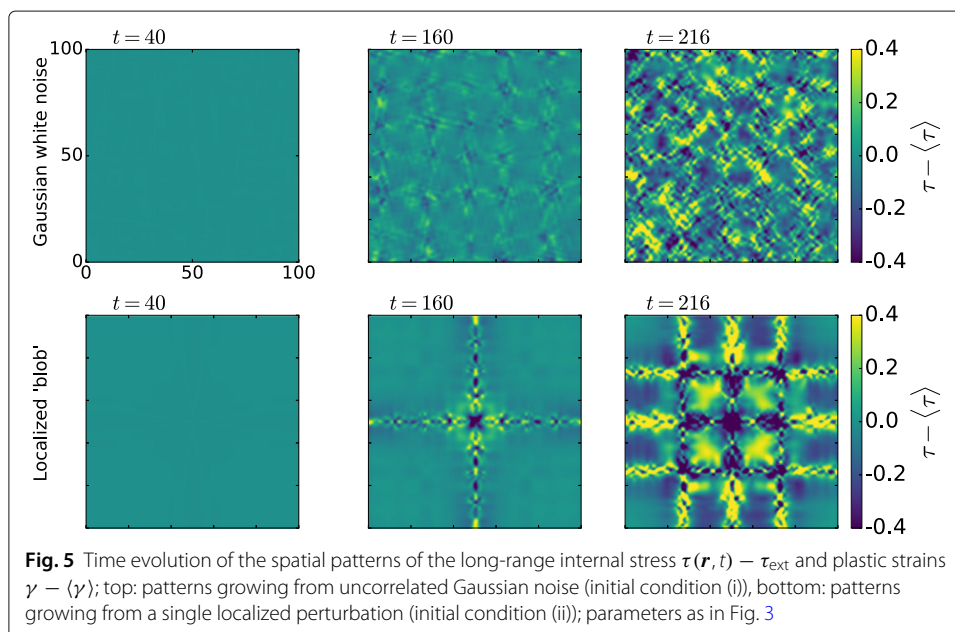 t = 40
t = 160
t = 216
Gaussian white noise
100
50
0
0
50
100
0.4
0.2
0.0
-0.2
-0.4
τ − ⟨τ⟩
t = 40
t = 160
t = 216
Localized 'blob'
0.4
0.2
0.0
-0.2
-0.4
τ − ⟨τ⟩
Fig. 5 Time evolution of the spatial patterns of the long-range internal stress τ(r, t) − τext and plastic strains
γ − ⟨γ⟩; top: patterns growing from uncorrelated Gaussian noise (initial condition (i)), bottom: patterns
growing from a single localized perturbation (initial condition (ii)); parameters as in Fig. 3